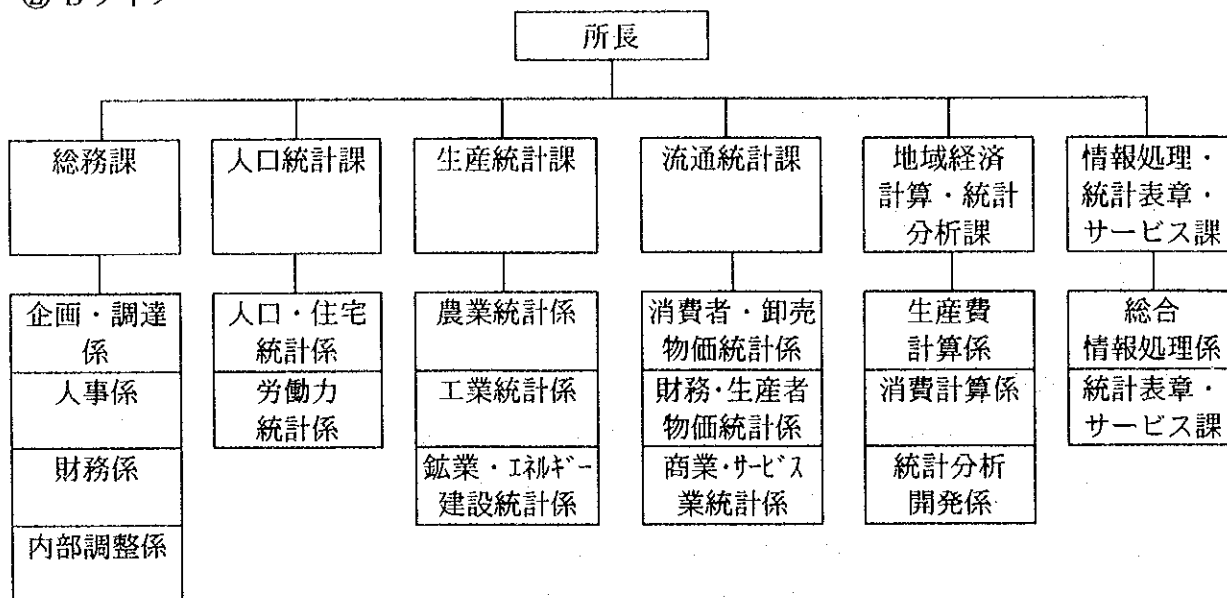 所長
総務課
人口統計課
生産統計課
流通統計課
地域経済
計算・統計
分析課
情報処理・
統計表章・
サービス課
企画・調達
係
人事係
財務係
内部調整係
人口・住宅
統計係
労働力
統計係
農業統計係
工業統計係
鉱業・エネルギー
建設統計係
消費者・卸売
物価統計係
財務・生産者
物価統計係
商業・サービス
業統計係
生産費
計算係
消費計算係
統計分析
開発係
総合
情報処理係
統計表章・
サービス課